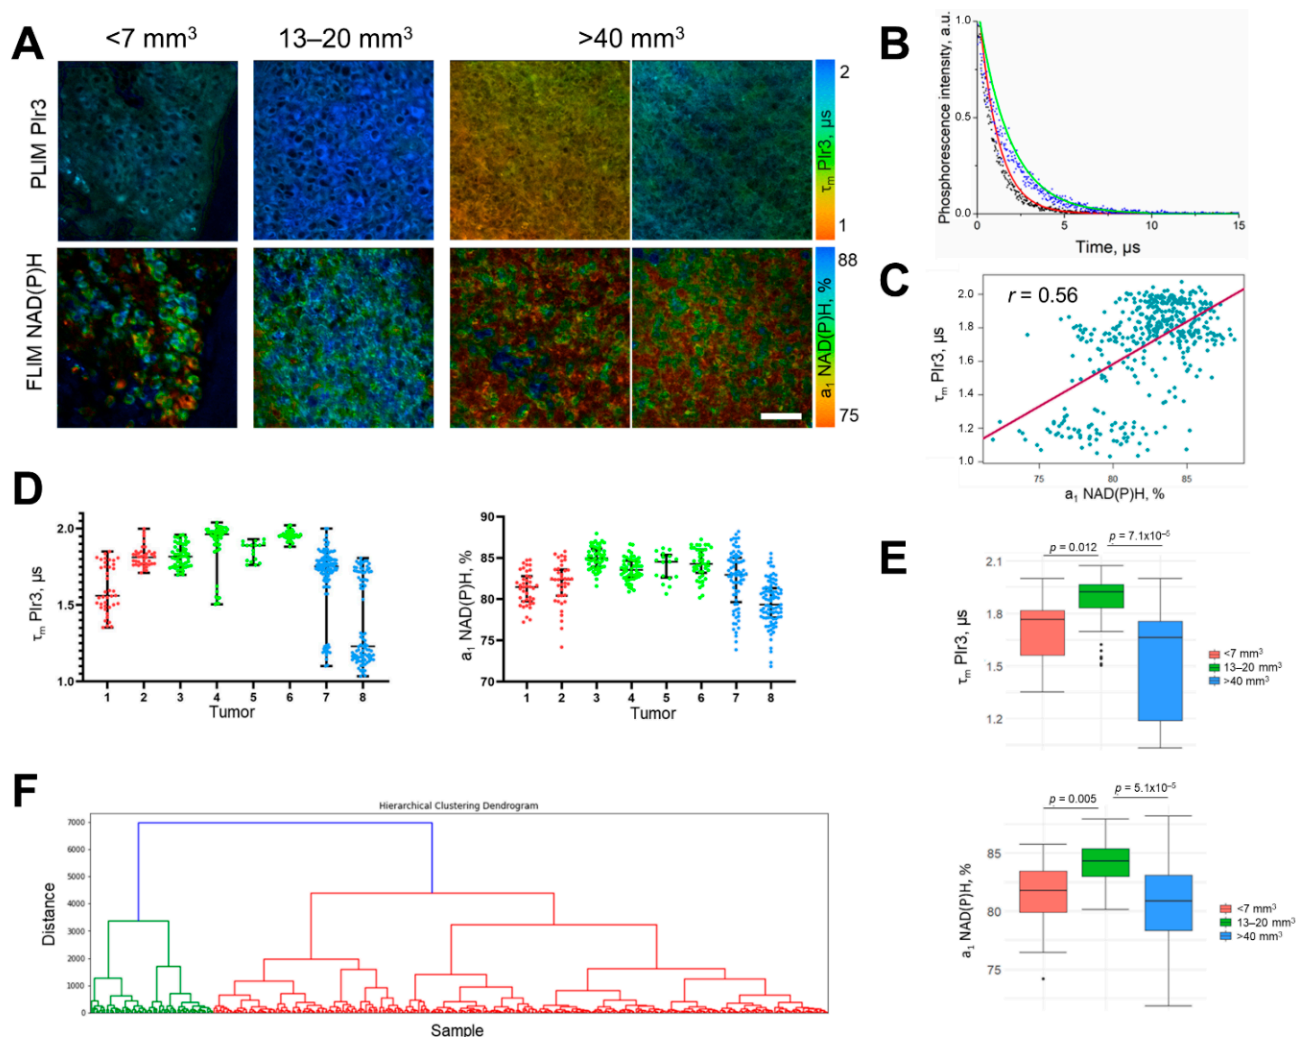 A
<7 mm³
13–20 mm³
>40 mm³
PLIM PIr3
2
τm PIr3, µs
1
FLIM NAD(P)H
88
a₁ NAD(P)H, %
75
B
Phosphorescence intensity, a.u.
1.0
0.5
0.0
0
5
10
15
Time, µs
C
r = 0.56
τm PIr3, µs
2.0
1.8
1.6
1.4
1.2
1.0
75
80
85
a₁ NAD(P)H, %
D
τm PIr3, µs
2.0
1.5
1.0
1 2 3 4 5 6 7 8
Tumor
a₁ NAD(P)H, %
90
85
80
75
70
1 2 3 4 5 6 7 8
Tumor
E
p = 0.012
p = 7.1x10⁻⁵
τm PIr3, µs
2.1
1.8
1.5
1.2
<7 mm³
13–20 mm³
>40 mm³
p = 0.005
p = 5.1x10⁻⁵
a₁ NAD(P)H, %
85
80
75
<7 mm³
13–20 mm³
>40 mm³
F
Hierarchical Clustering Dendrogram
Distance
7000
6000
5000
4000
3000
2000
1000
0
Sample